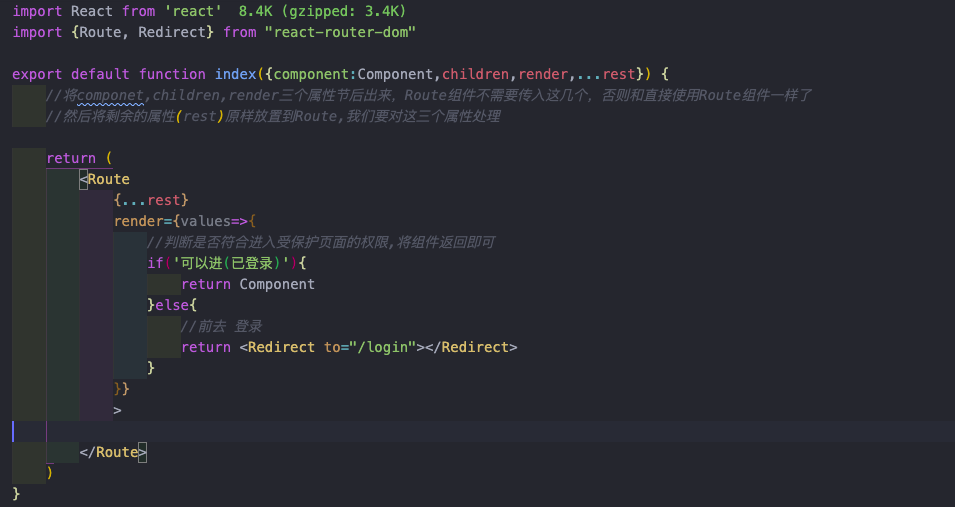 import React from 'react'  8.4K (gzipped: 3.4K)
import {Route, Redirect} from "react-router-dom"
export default function index({component:Component,children,render,...rest}) {
//将componet,children,render三个属性节后出来，Route组件不需要传入这几个，否则和直接使用Route组件一样了
//然后将剩余的属性(rest)原样放置到Route,我们要对这三个属性处理
return (
<Route
{...rest}
render={values=>{
//判断是否符合进入受保护页面的权限,将组件返回即可
if('可以进(已登录)'){
return Component
}else{
//前去 登录
return <Redirect to="/login"></Redirect>
}
}}
>
</Route>
)
}